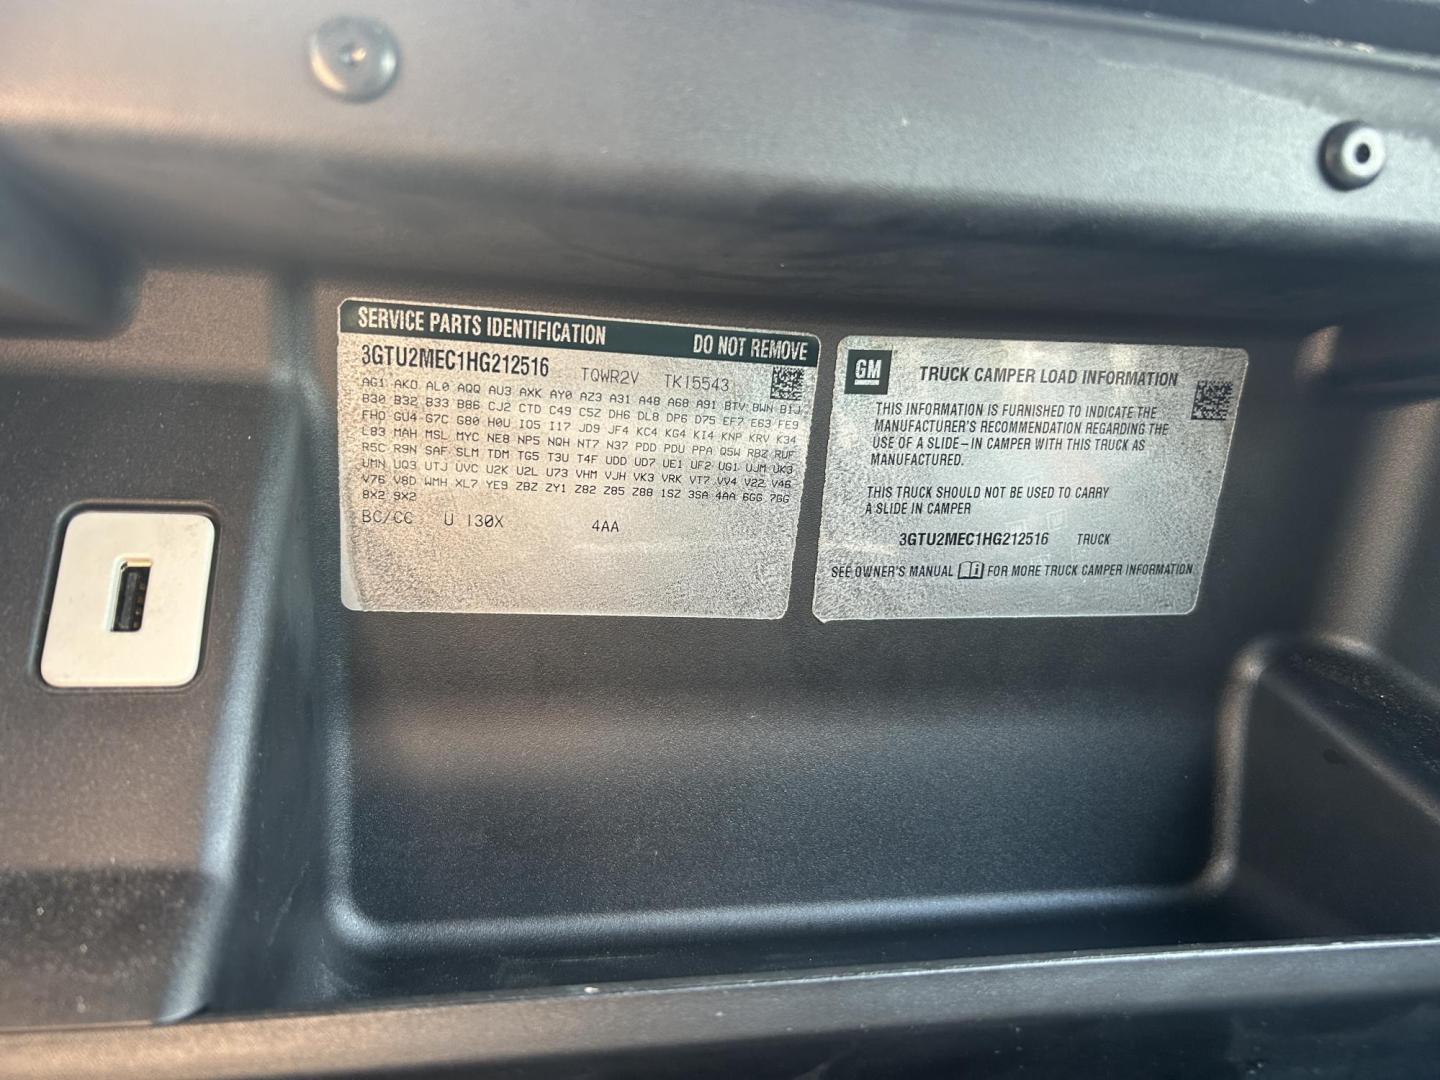 SERVICE PARTS IDENTIFICATION DO NOT REMOVE
3GTU2MEC1HG212516 TQWR2V TK15543
AG1 AKO AL0 AQQ AU3 AXK AY0 AZ3 A31 A48 A68 A91 BTV BWN B1J
B30 B32 B33 B86 CJ2 CTD C49 C5Z DH6 DL8 DP6 D75 EF7 E63 FE9
FHO GU4 G7C G80 H0U IO5 I17 JD9 JF4 KC4 KG4 KI4 KNP KRV K34
L83 MAH MSL MYC NE8 NP5 NQH NT7 N37 PDD PDU PPA Q5W RBZ RUF
R5C R9N SAF SLM TDM TG5 T3U T4F UDD UD7 UE1 UF2 UG1 UJM UK3
UMN UQ3 UTJ UVC U2K U2L U73 VHM VJH VK3 VRK VT7 VV4 V22 V46
V76 V8D WMH XL7 YE9 Z8Z ZY1 Z82 Z85 Z88 1SZ 3SA 4AA 6GG 7GG
8X2 9X2
BC/CC U 130X 4AA
GM
TRUCK CAMPER LOAD INFORMATION
THIS INFORMATION IS FURNISHED TO INDICATE THE
MANUFACTURER'S RECOMMENDATION REGARDING THE
USE OF A SLIDE-IN CAMPER WITH THIS TRUCK AS
MANUFACTURED.
THIS TRUCK SHOULD NOT BE USED TO CARRY
A SLIDE IN CAMPER
3GTU2MEC1HG212516 TRUCK
SEE OWNER'S MANUAL FOR MORE TRUCK CAMPER INFORMATION